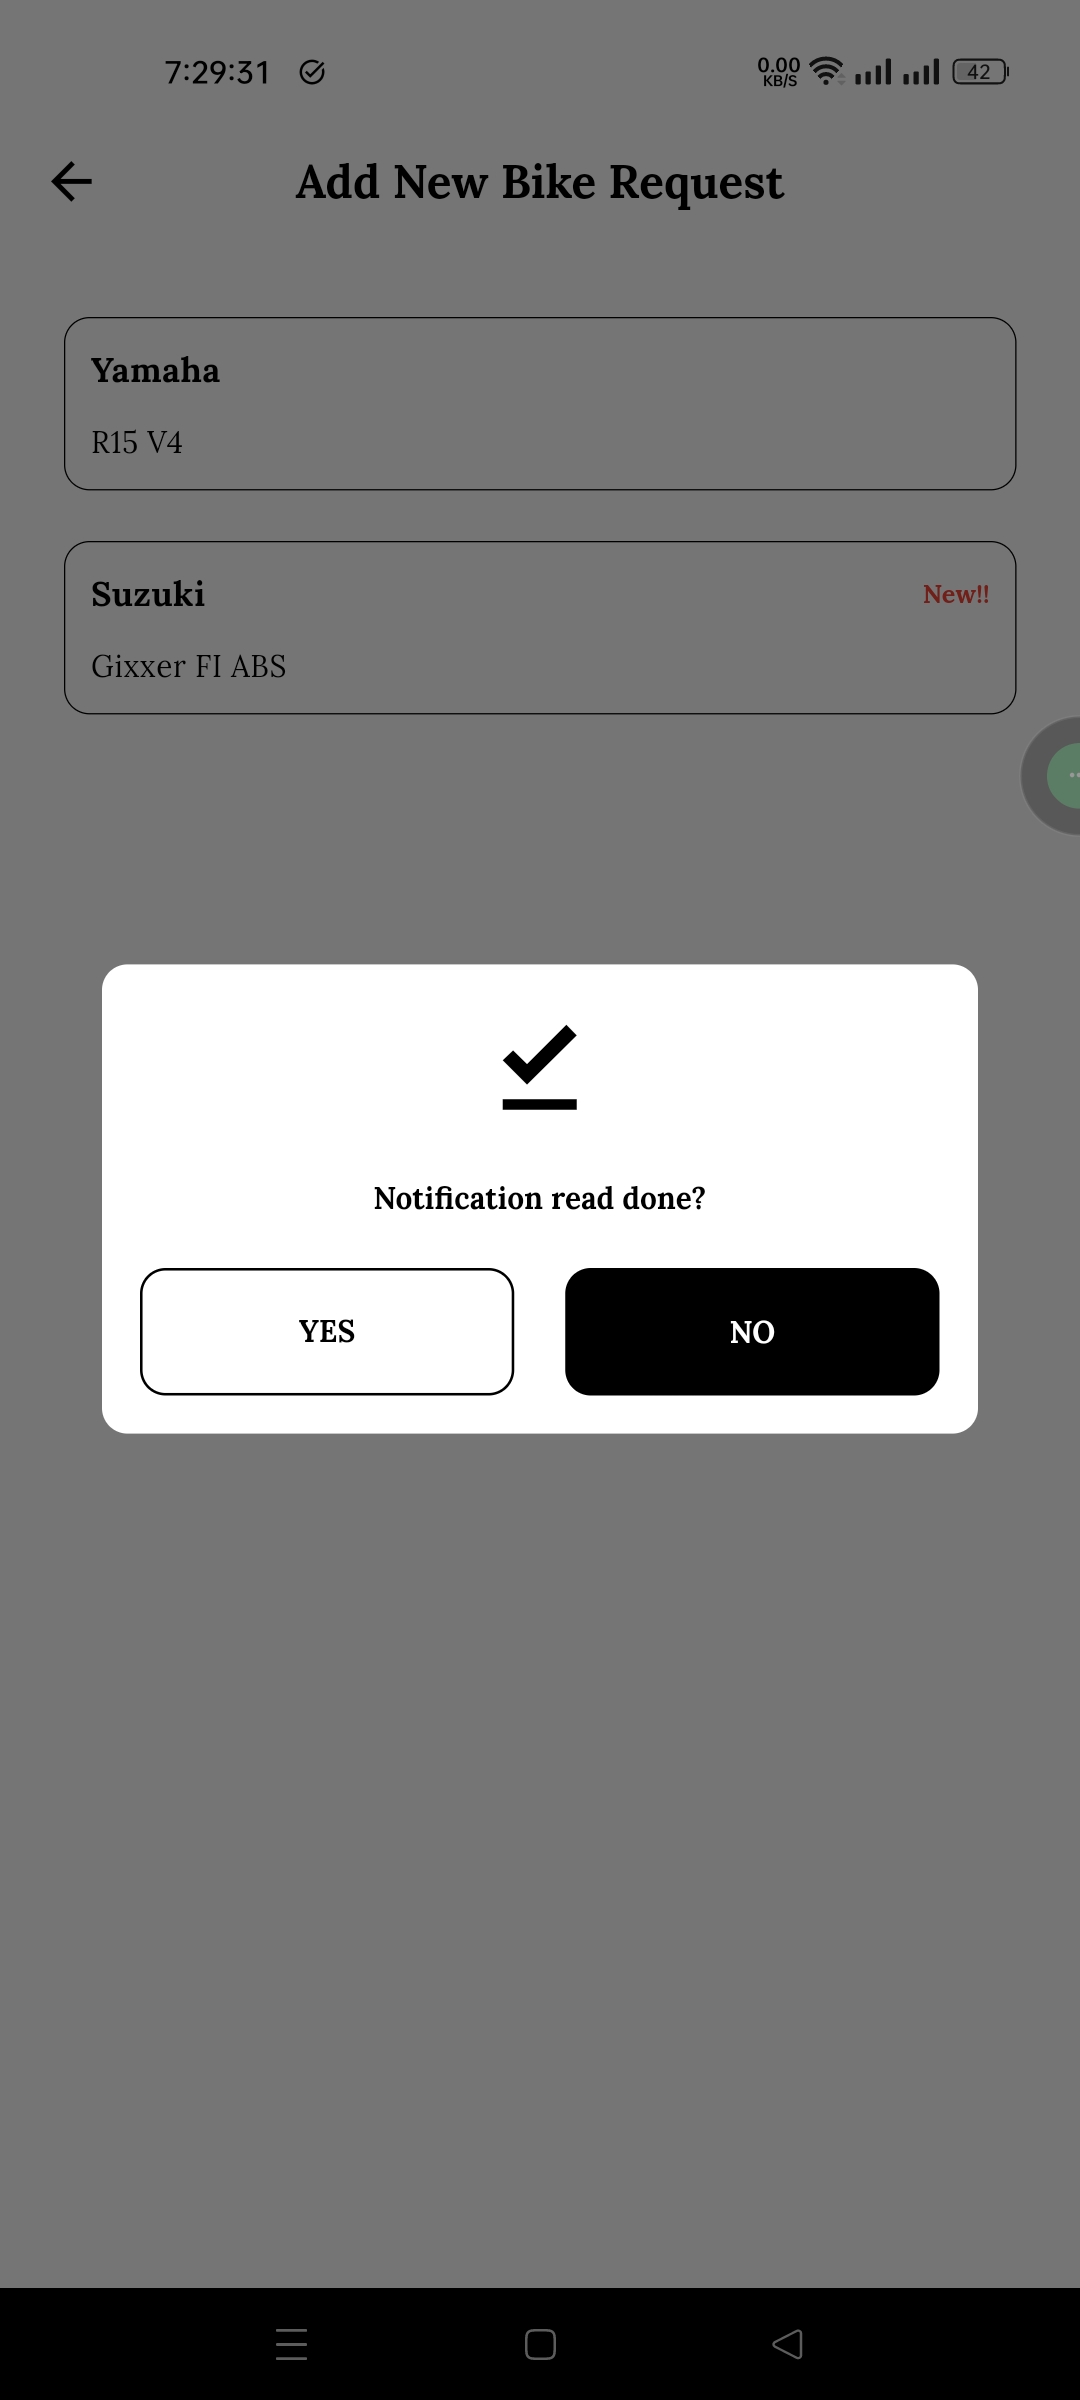 7:29:31
0.00
KB/S
42
Add New Bike Request
Yamaha
R15 V4
Suzuki
New!!
Gixxer FI ABS
Notification read done?
YES
NO